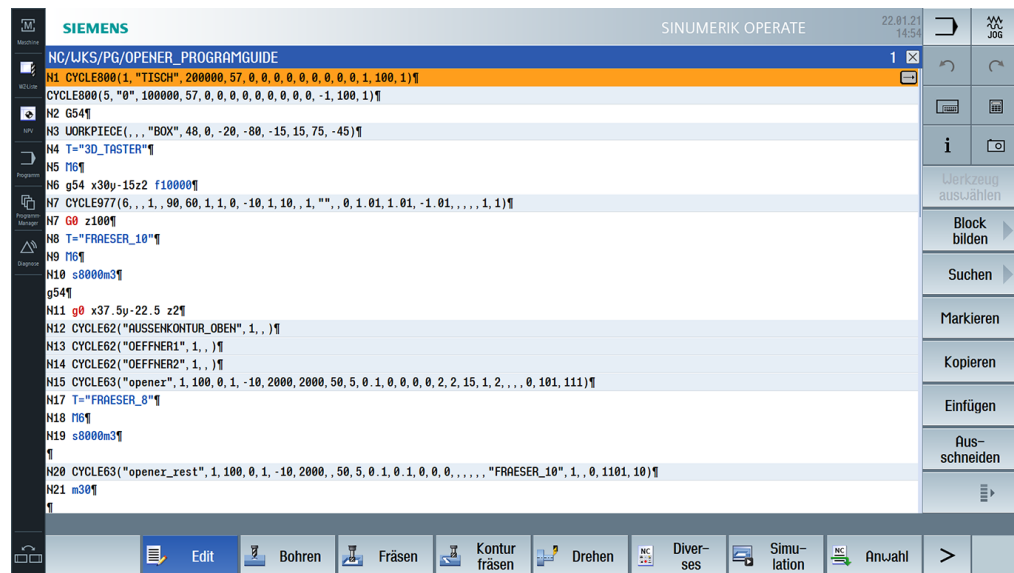 SIEMENS
SINUMERIK OPERATE
22.01.21
14:54
M
Maschine
WZ-Liste
NPV
Programm
Programm-
Manager
Diagnose
NC/WKS/PG/OPENER_PROGRAMGUIDE
1
N1 CYCLE800(1,"TISCH",200000,57,0,0,0,0,0,0,0,0,0,1,100,1)¶
CYCLE800(5,"0",100000,57,0,0,0,0,0,0,0,0,0,-1,100,1)¶
N2 G54¶
N3 WORKPIECE(,,,"BOX",48,0,-20,-80,-15,15,75,-45)¶
N4 T="3D_TASTER"¶
N5 M6¶
N6 g54 x30y-15z2 f10000¶
N7 CYCLE977(6,,,1,,90,60,1,1,0,-10,1,10,,1,"",,0,1.01,1.01,-1.01,,,,,1,1)¶
N7 G0 z100¶
N8 T="FRAESER_10"¶
N9 M6¶
N10 s8000m3¶
g54¶
N11 g0 x37.5y-22.5 z2¶
N12 CYCLE62("AUSSENKONTUR_OBEN",1,,)¶
N13 CYCLE62("OEFFNER1",1,,)¶
N14 CYCLE62("OEFFNER2",1,,)¶
N15 CYCLE63("opener",1,100,0,1,-10,2000,2000,50,5,0.1,0,0,0,0,2,2,15,1,2,,,,0,101,111)¶
N17 T="FRAESER_8"¶
N18 M6¶
N19 s8000m3¶
¶
N20 CYCLE63("opener_rest",1,100,0,1,-10,2000,,50,5,0.1,0.1,0,0,0,,,,,,"FRAESER_10",1,,0,1101,10)¶
N21 m30¶
¶
JOG
i
Werkzeug
auswählen
Block
bilden
Suchen
Markieren
Kopieren
Einfügen
Aus-
schneiden
Edit
Bohren
Fräsen
Kontur
fräsen
Drehen
NC
Diver-
ses
Simu-
lation
NC
Anwahl
>